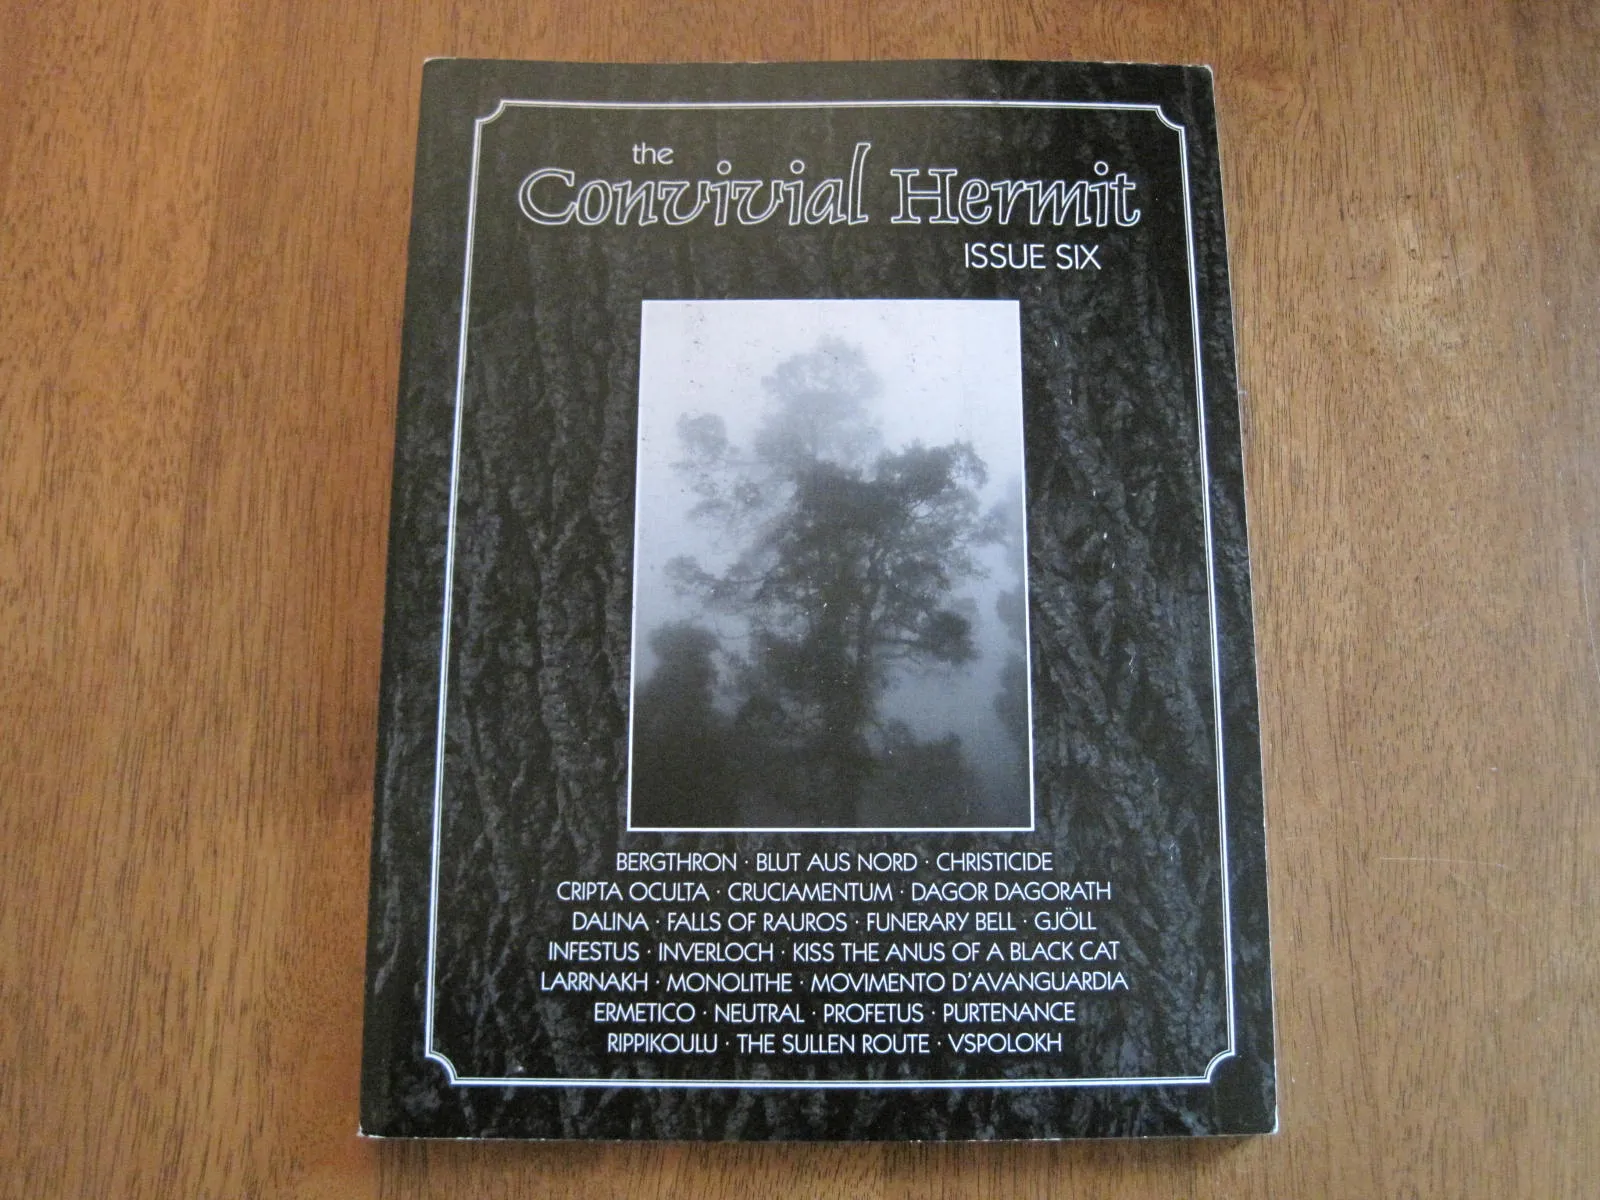 the
Convivial Hermit
ISSUE SIX
BERGTHRON · BLUT AUS NORD · CHRISTICIDE
CRIPTA OCULTA · CRUCIAMENTUM · DAGOR DAGORATH
DALINA · FALLS OF RAUROS · FUNERARY BELL · GJÖLL
INFESTUS · INVERLOCH · KISS THE ANUS OF A BLACK CAT
LARRNAKH · MONOLITHE · MOVIMENTO D'AVANGUARDIA
ERMETICO · NEUTRAL · PROFETUS · PURTENANCE
RIPPIKOULU · THE SULLEN ROUTE · VSPOLOKH